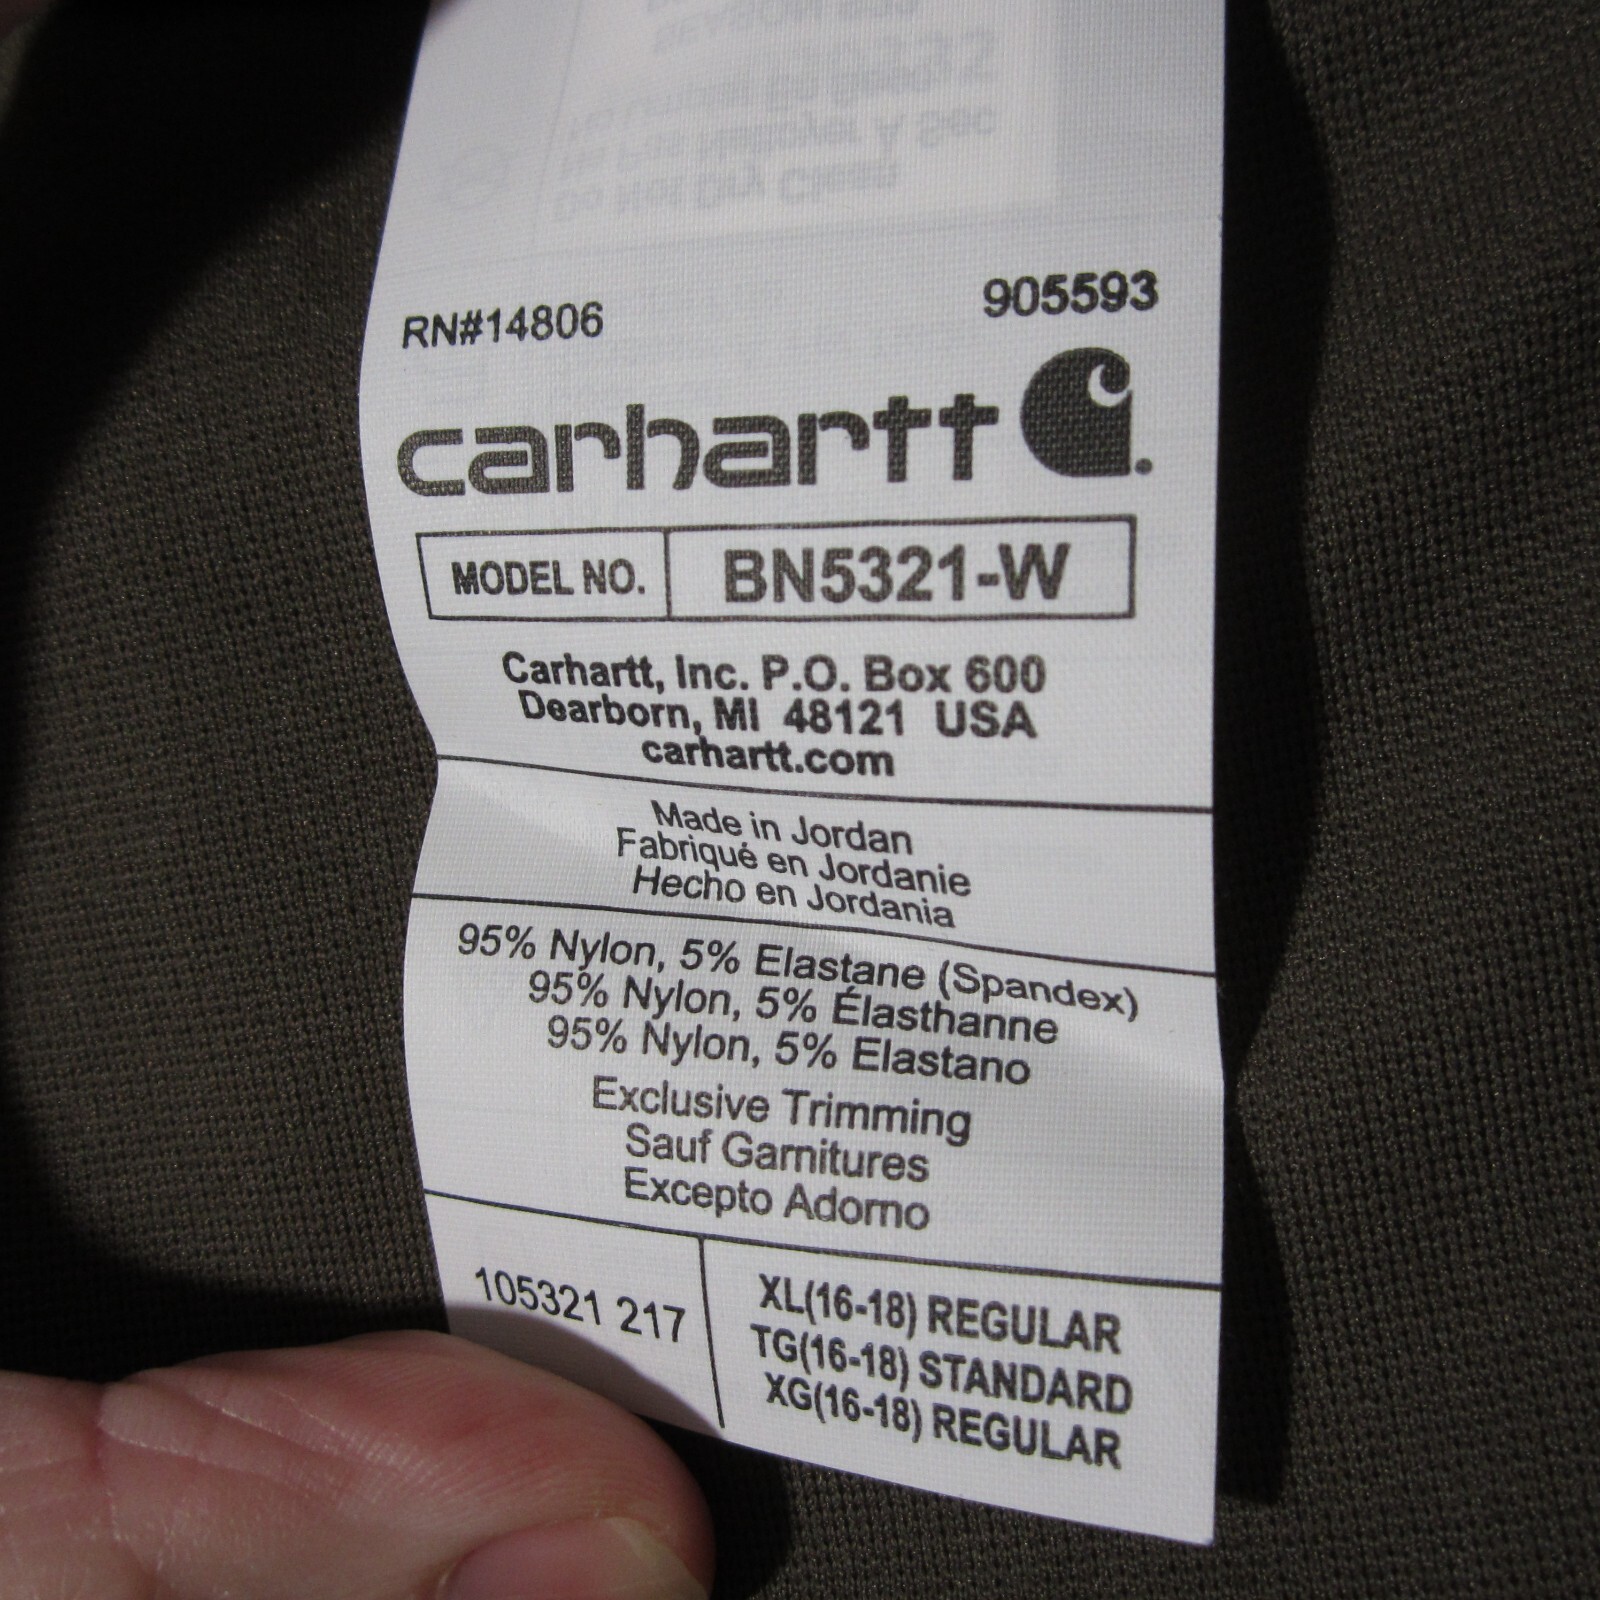 RN#14806
905593
carhartt
MODEL NO. BN5321-W
Carhartt, Inc. P.O. Box 600
Dearborn, MI 48121 USA
carhartt.com
Made in Jordan
Fabriqué en Jordanie
Hecho en Jordania
95% Nylon, 5% Elastane (Spandex)
95% Nylon, 5% Élasthanne
95% Nylon, 5% Elastano
Exclusive Trimming
Sauf Garnitures
Excepto Adorno
105321 217
XL(16-18) REGULAR
TG(16-18) STANDARD
XG(16-18) REGULAR